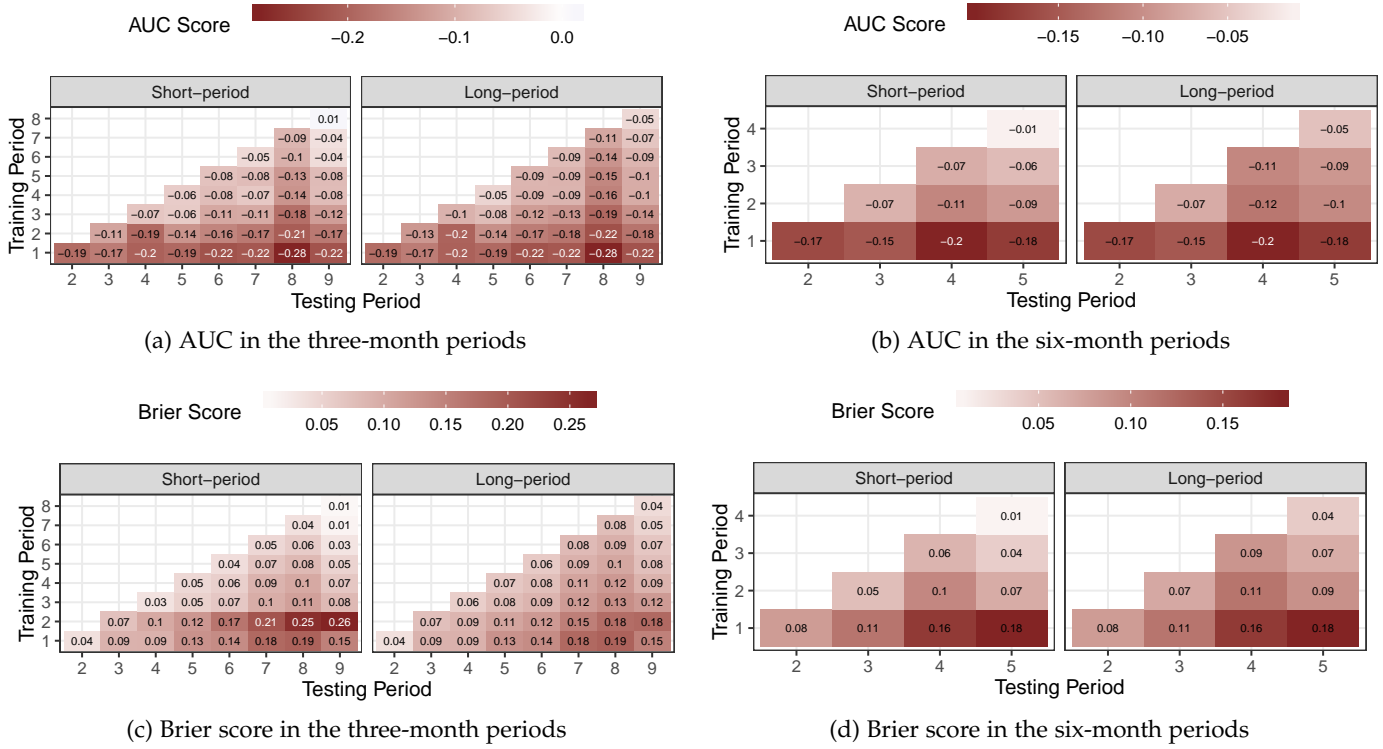 AUC Score
−0.2 −0.1 0.0
Short−period Long−period
Training Period
8 0.01 −0.05
7 −0.09 −0.04 −0.11 −0.07
6 −0.05 −0.1 −0.04 −0.09 −0.14 −0.09
5 −0.08 −0.08 −0.13 −0.08 −0.09 −0.09 −0.15 −0.1
4 −0.06 −0.08 −0.07 −0.14 −0.08 −0.05 −0.09 −0.09 −0.16 −0.1
3 −0.07 −0.06 −0.11 −0.11 −0.18 −0.12 −0.1 −0.08 −0.12 −0.13 −0.19 −0.14
2 −0.11 −0.19 −0.14 −0.16 −0.17 −0.21 −0.17 −0.13 −0.2 −0.14 −0.16 −0.17 −0.22 −0.18
1 −0.19 −0.17 −0.2 −0.19 −0.22 −0.22 −0.28 −0.22 −0.19 −0.17 −0.2 −0.19 −0.22 −0.22 −0.28 −0.22
2 3 4 5 6 7 8 9 2 3 4 5 6 7 8 9
Testing Period
(a) AUC in the three-month periods
AUC Score
−0.15 −0.10 −0.05
Short−period Long−period
Training Period
4 −0.01 −0.05
3 −0.07 −0.06 −0.11 −0.09
2 −0.07 −0.11 −0.09 −0.07 −0.12 −0.1
1 −0.17 −0.15 −0.2 −0.18 −0.17 −0.15 −0.2 −0.18
2 3 4 5 2 3 4 5
Testing Period
(b) AUC in the six-month periods
Brier Score
0.05 0.10 0.15 0.20 0.25
Short−period Long−period
Training Period
8 0.01 0.04
7 0.04 0.01 0.08 0.05
6 0.05 0.06 0.03 0.08 0.09 0.07
5 0.04 0.07 0.08 0.05 0.06 0.09 0.1 0.08
4 0.05 0.06 0.09 0.1 0.07 0.07 0.08 0.11 0.12 0.09
3 0.03 0.05 0.07 0.1 0.11 0.08 0.06 0.08 0.09 0.12 0.13 0.12
2 0.07 0.1 0.12 0.17 0.21 0.25 0.26 0.07 0.09 0.11 0.12 0.15 0.18 0.18
1 0.04 0.09 0.09 0.13 0.14 0.18 0.19 0.15 0.04 0.09 0.09 0.13 0.14 0.18 0.19 0.15
2 3 4 5 6 7 8 9 2 3 4 5 6 7 8 9
Testing Period
(c) Brier score in the three-month periods
Brier Score
0.05 0.10 0.15
Short−period Long−period
Training Period
4 0.01 0.04
3 0.06 0.04 0.09 0.07
2 0.05 0.1 0.07 0.07 0.11 0.09
1 0.08 0.11 0.16 0.18 0.08 0.11 0.16 0.18
2 3 4 5 2 3 4 5
Testing Period
(d) Brier score in the six-month periods